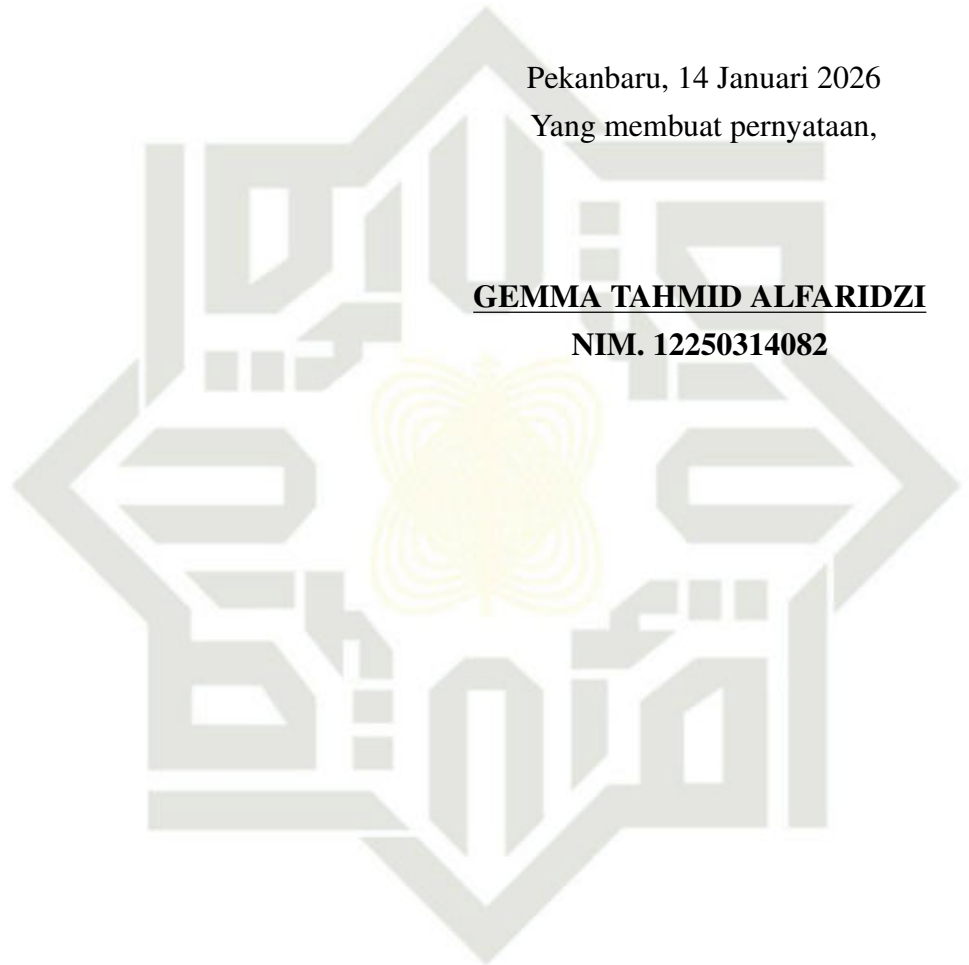 Pekanbaru, 14 Januari 2026
Yang membuat pernyataan,
GEMMA TAHMID ALFARIDZI
NIM. 12250314082